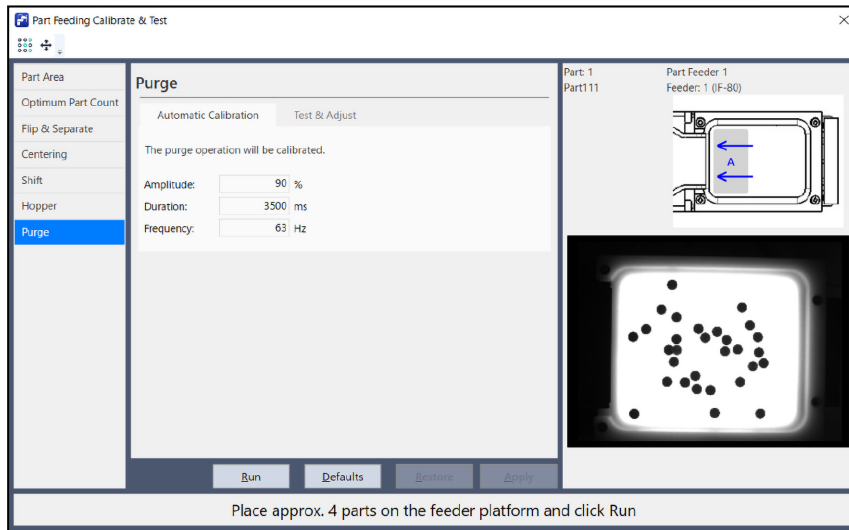 Part Feeding Calibrate & Test
Part Area
Optimum Part Count
Flip & Separate
Centering
Shift
Hopper
Purge
Purge
Automatic Calibration Test & Adjust
The purge operation will be calibrated.
Amplitude: 90 %
Duration: 3500 ms
Frequency: 63 Hz
Run Defaults Restore Apply
Part: 1 Part Feeder 1
Part111 Feeder: 1 (IF-80)
A
Place approx. 4 parts on the feeder platform and click Run